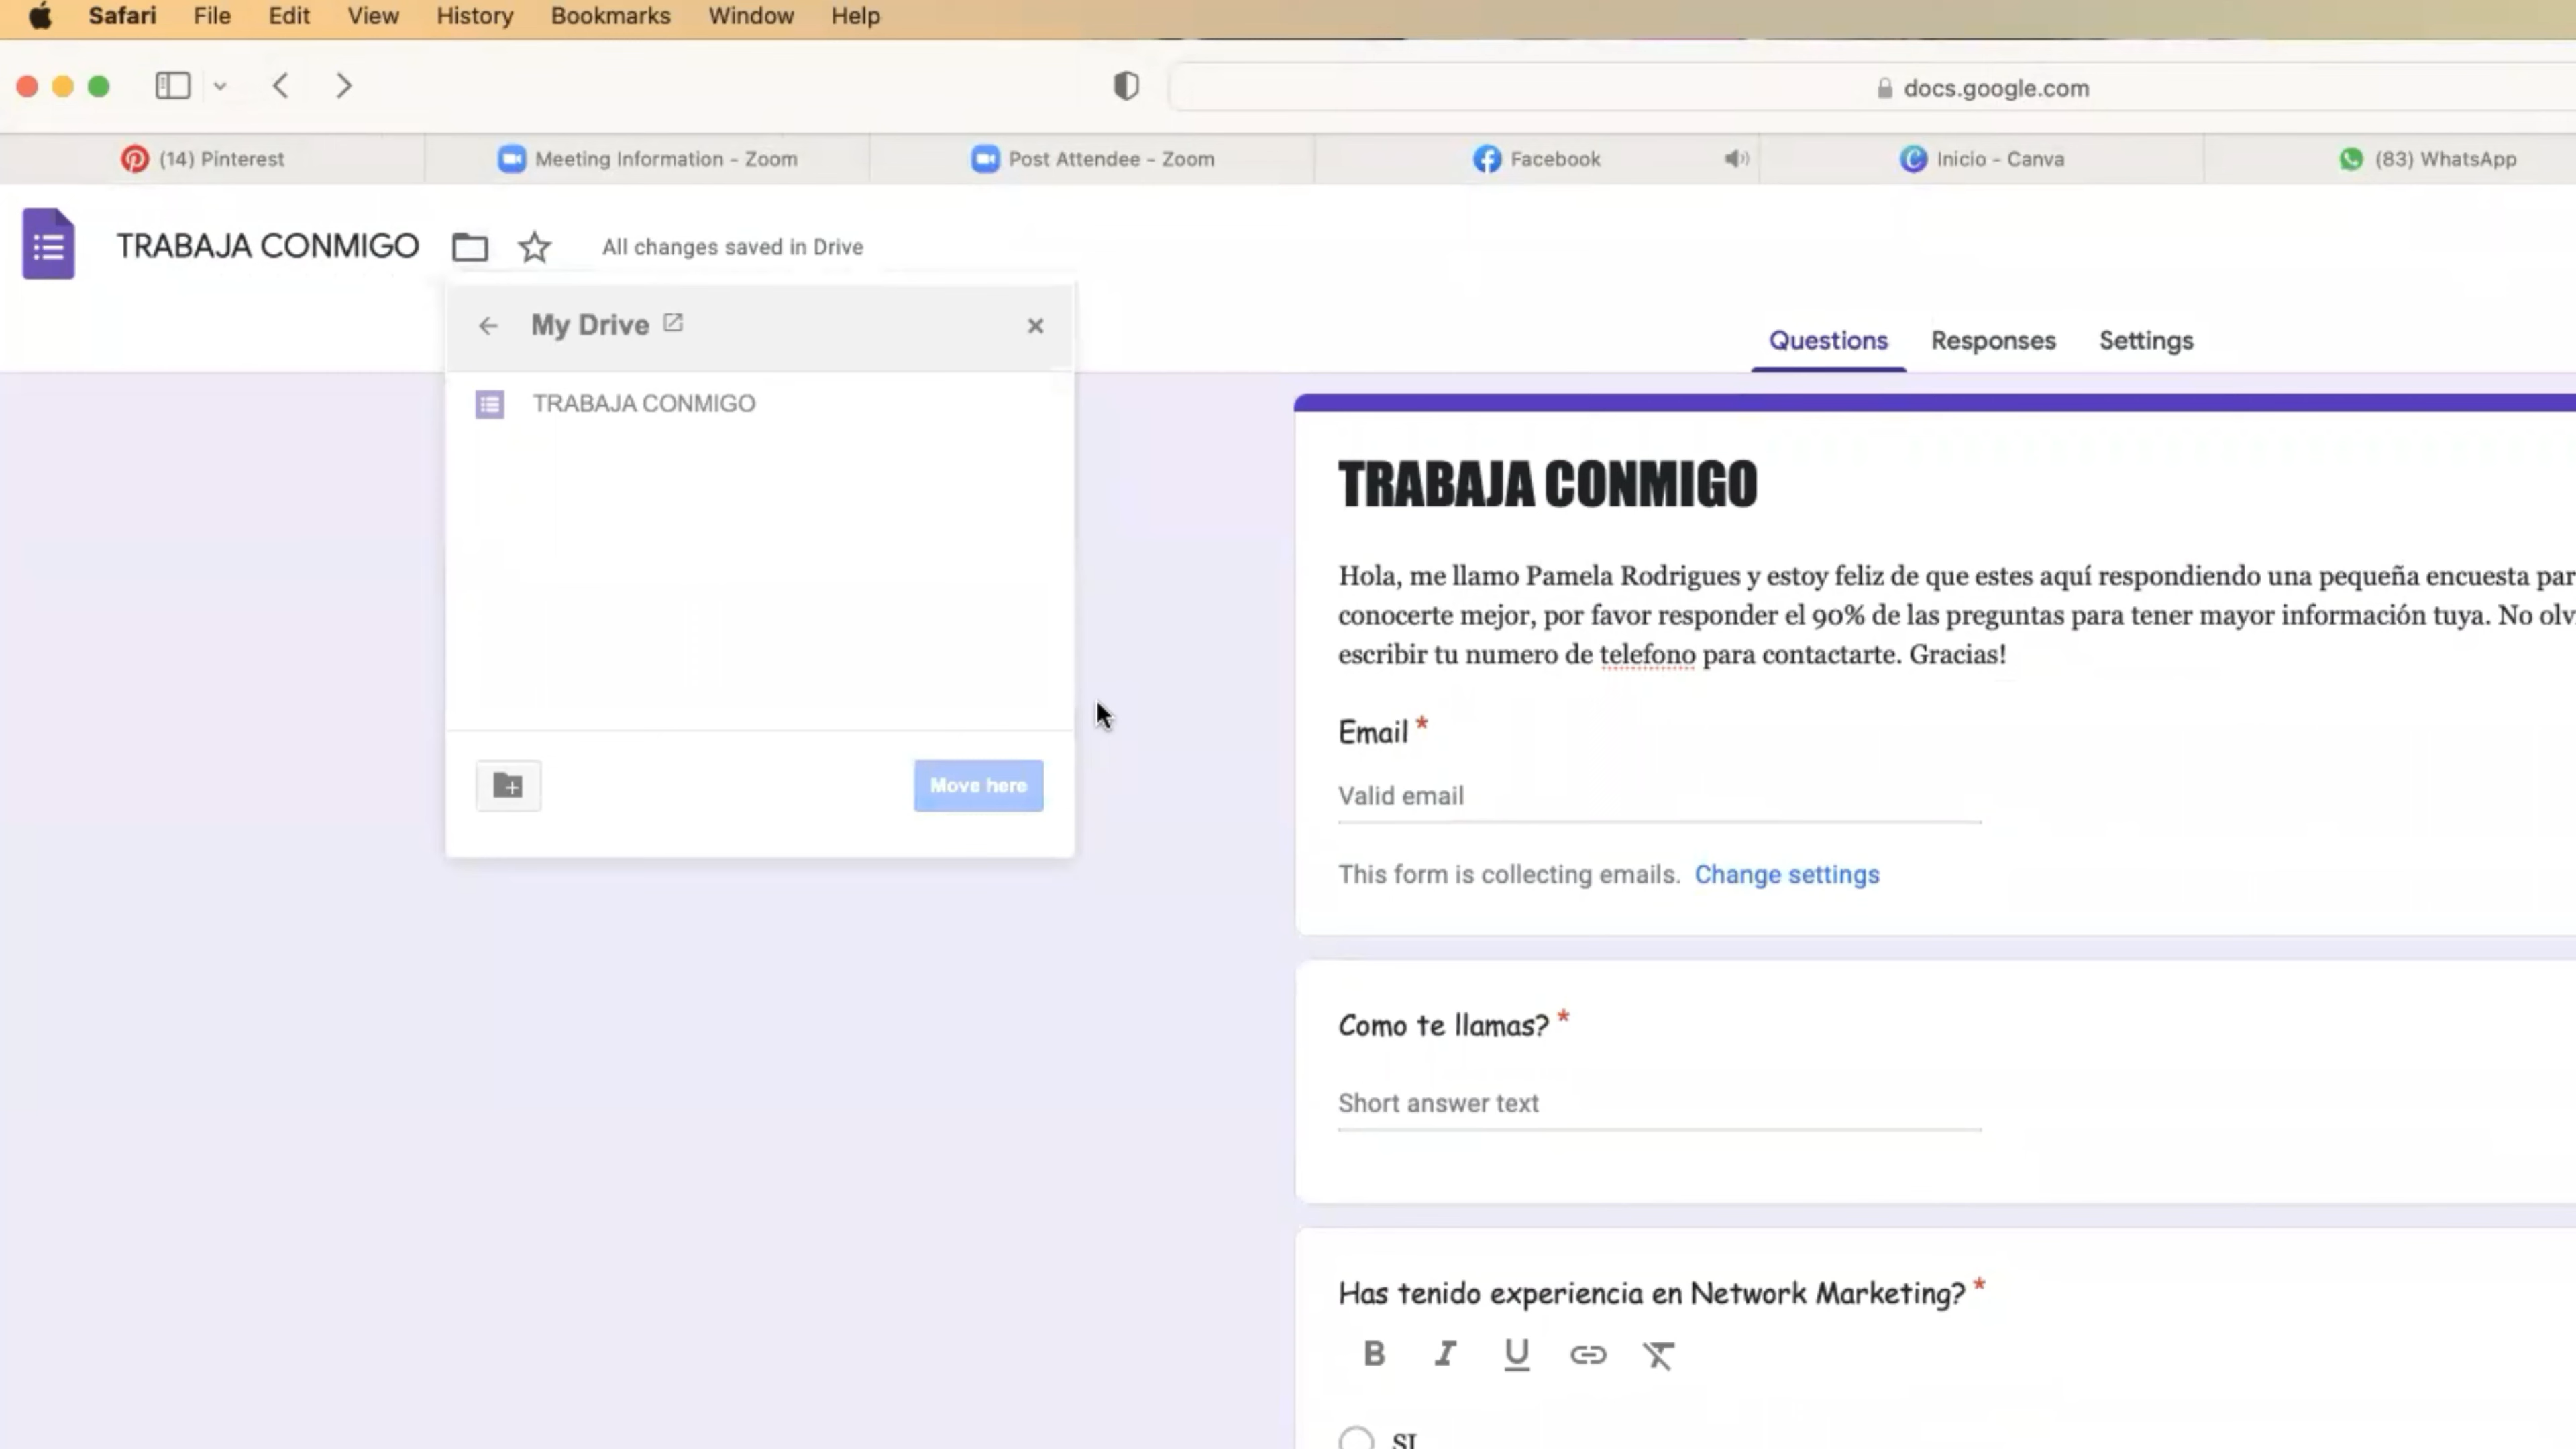 Safari File Edit View History Bookmarks Window Help
docs.google.com
(14) Pinterest Meeting Information - Zoom Post Attendee - Zoom Facebook Inicio - Canva (83) WhatsApp
TRABAJA CONMIGO All changes saved in Drive
My Drive
TRABAJA CONMIGO
Move here
Questions Responses Settings
TRABAJA CONMIGO
Hola, me llamo Pamela Rodrigues y estoy feliz de que estes aquí respondiendo una pequeña encuesta par
conocerte mejor, por favor responder el 90% de las preguntas para tener mayor información tuya. No olv
escribir tu numero de telefono para contactarte. Gracias!
Email *
Valid email
This form is collecting emails. Change settings
Como te llamas? *
Short answer text
Has tenido experiencia en Network Marketing? *
B I U
SI